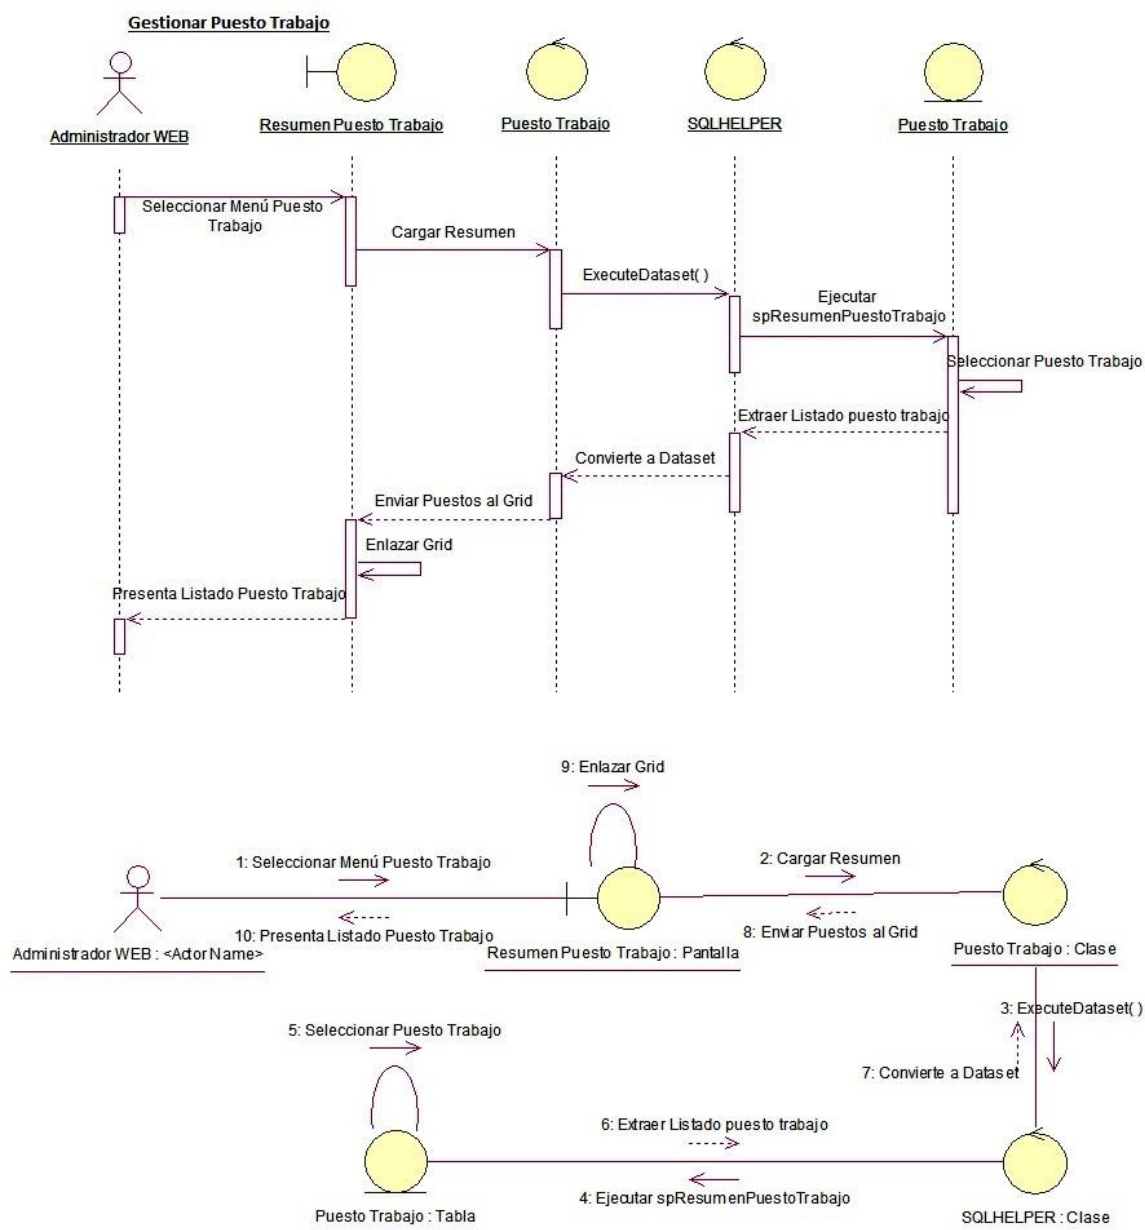 Gestionar Puesto Trabajo
Administrador WEB
Resumen Puesto Trabajo
Puesto Trabajo
SQLHELPER
Puesto Trabajo
Seleccionar Menú Puesto
Trabajo
Cargar Resumen
ExecuteDataset( )
Ejecutar
spResumenPuestoTrabajo
Seleccionar Puesto Trabajo
Extraer Listado puesto trabajo
Convierte a Dataset
Enviar Puestos al Grid
Enlazar Grid
Presenta Listado Puesto Trabajo
9: Enlazar Grid
1: Seleccionar Menú Puesto Trabajo
2: Cargar Resumen
10: Presenta Listado Puesto Trabajo
8: Enviar Puestos al Grid
Administrador WEB : <Actor Name>
Resumen Puesto Trabajo : Pantalla
Puesto Trabajo : Clase
3: ExecuteDataset( )
5: Seleccionar Puesto Trabajo
7: Convierte a Dataset
6: Extraer Listado puesto trabajo
4: Ejecutar spResumenPuestoTrabajo
Puesto Trabajo : Tabla
SQLHELPER : Clase